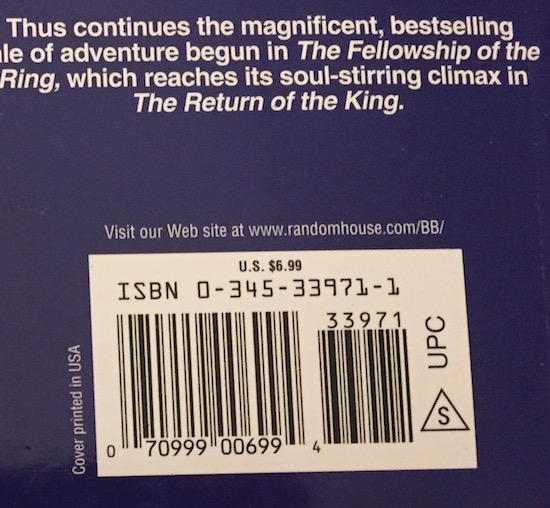 Thus continues the magnificent, bestselling
le of adventure begun in The Fellowship of the
Ring, which reaches its soul-stirring climax in
The Return of the King.
Visit our Web site at www.randomhouse.com/BB/
U.S. $6.99
ISBN 0-345-33971-1
33971
UPC
S
Cover printed in USA
0 70999 00699 4